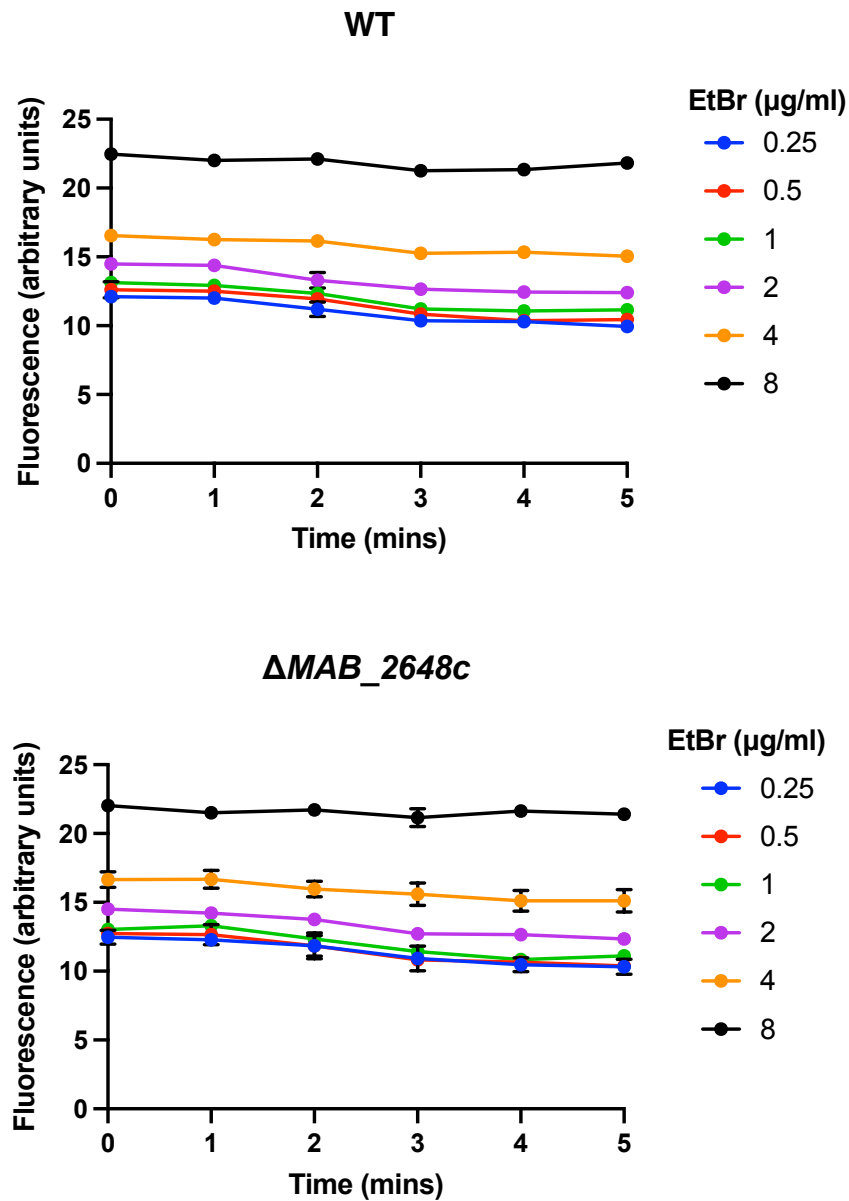 WT
Fluorescence (arbitrary units)
25
20
15
10
5
0
0 1 2 3 4 5
Time (mins)
EtBr (µg/ml)
0.25
0.5
1
2
4
8
ΔMAB_2648c
Fluorescence (arbitrary units)
25
20
15
10
5
0
0 1 2 3 4 5
Time (mins)
EtBr (µg/ml)
0.25
0.5
1
2
4
8